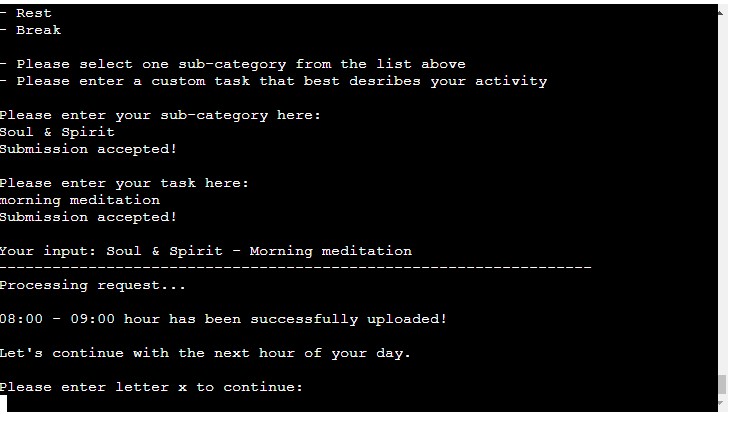 - Rest
- Break
- Please select one sub-category from the list above
- Please enter a custom task that best desribes your activity
Please enter your sub-category here:
Soul & Spirit
Submission accepted!
Please enter your task here:
morning meditation
Submission accepted!
Your input: Soul & Spirit - Morning meditation
------------------------------------------------------------------
Processing request...
08:00 - 09:00 hour has been successfully uploaded!
Let's continue with the next hour of your day.
Please enter letter x to continue: